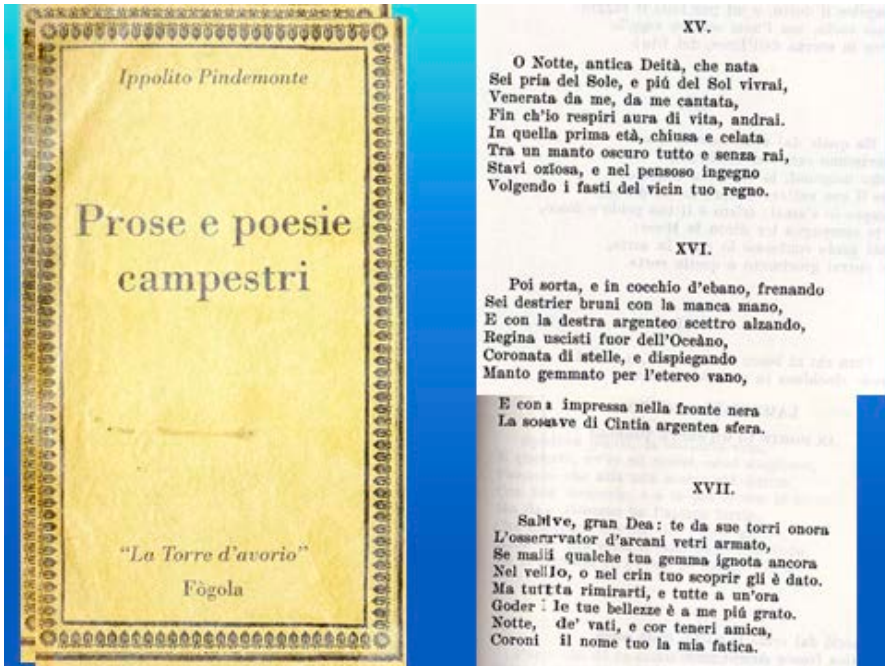 Ippolito Pindemonte
Prose e poesie
campestri
"La Torre d'avorio"
Fògola
XV.
O Notte, antica Deità, che nata
Sei pria del Sole, e piú del Sol vivrai,
Venerata da me, da me cantata,
Fin ch'io respiri aura di vita, andrai.
In quella prima età, chiusa e celata
Tra un manto oscuro tutto e senza rai,
Stavi oziosa, e nel pensoso ingegno
Volgendo i fasti del vicin tuo regno.
XVI.
Poi sorta, e in cocchio d'ebano, frenando
Sei destrier bruni con la manca mano,
E con la destra argenteo scettro alzando,
Regina uscisti fuor dell'Oceàno,
Coronata di stelle, e dispiegando
Manto gemmato per l'etereo vano,
E con impressa nella fronte nera
La soave di Cintia argentea sfera.
XVII.
Salve, gran Dea: te da sue torri onora
L'osservator d'arcani vetri armato,
Se mai qualche tua gemma ignota ancora
Nel vello, o nel crin tuo scoprir gli è dato.
Ma tutta rimirarti, e tutte a un'ora
Goder le tue bellezze è a me piú grato.
Notte, de' vati, e cor teneri amica,
Coroni il nome tuo la mia fatica.